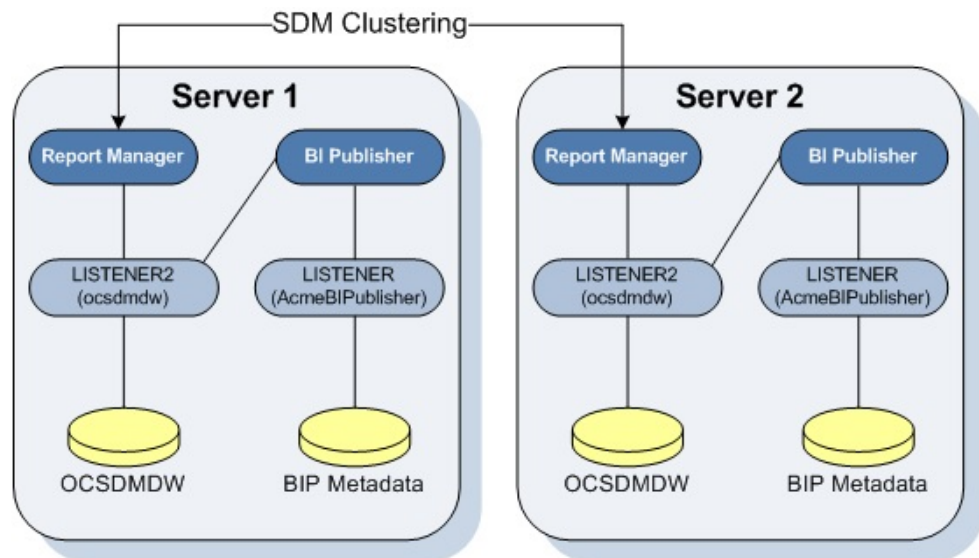 SDM Clustering
Server 1
Report Manager
BI Publisher
LISTENER2
(ocsdmdw)
LISTENER
(AcmeBIPublisher)
OCSDMDW
BIP Metadata
Server 2
Report Manager
BI Publisher
LISTENER2
(ocsdmdw)
LISTENER
(AcmeBIPublisher)
OCSDMDW
BIP Metadata